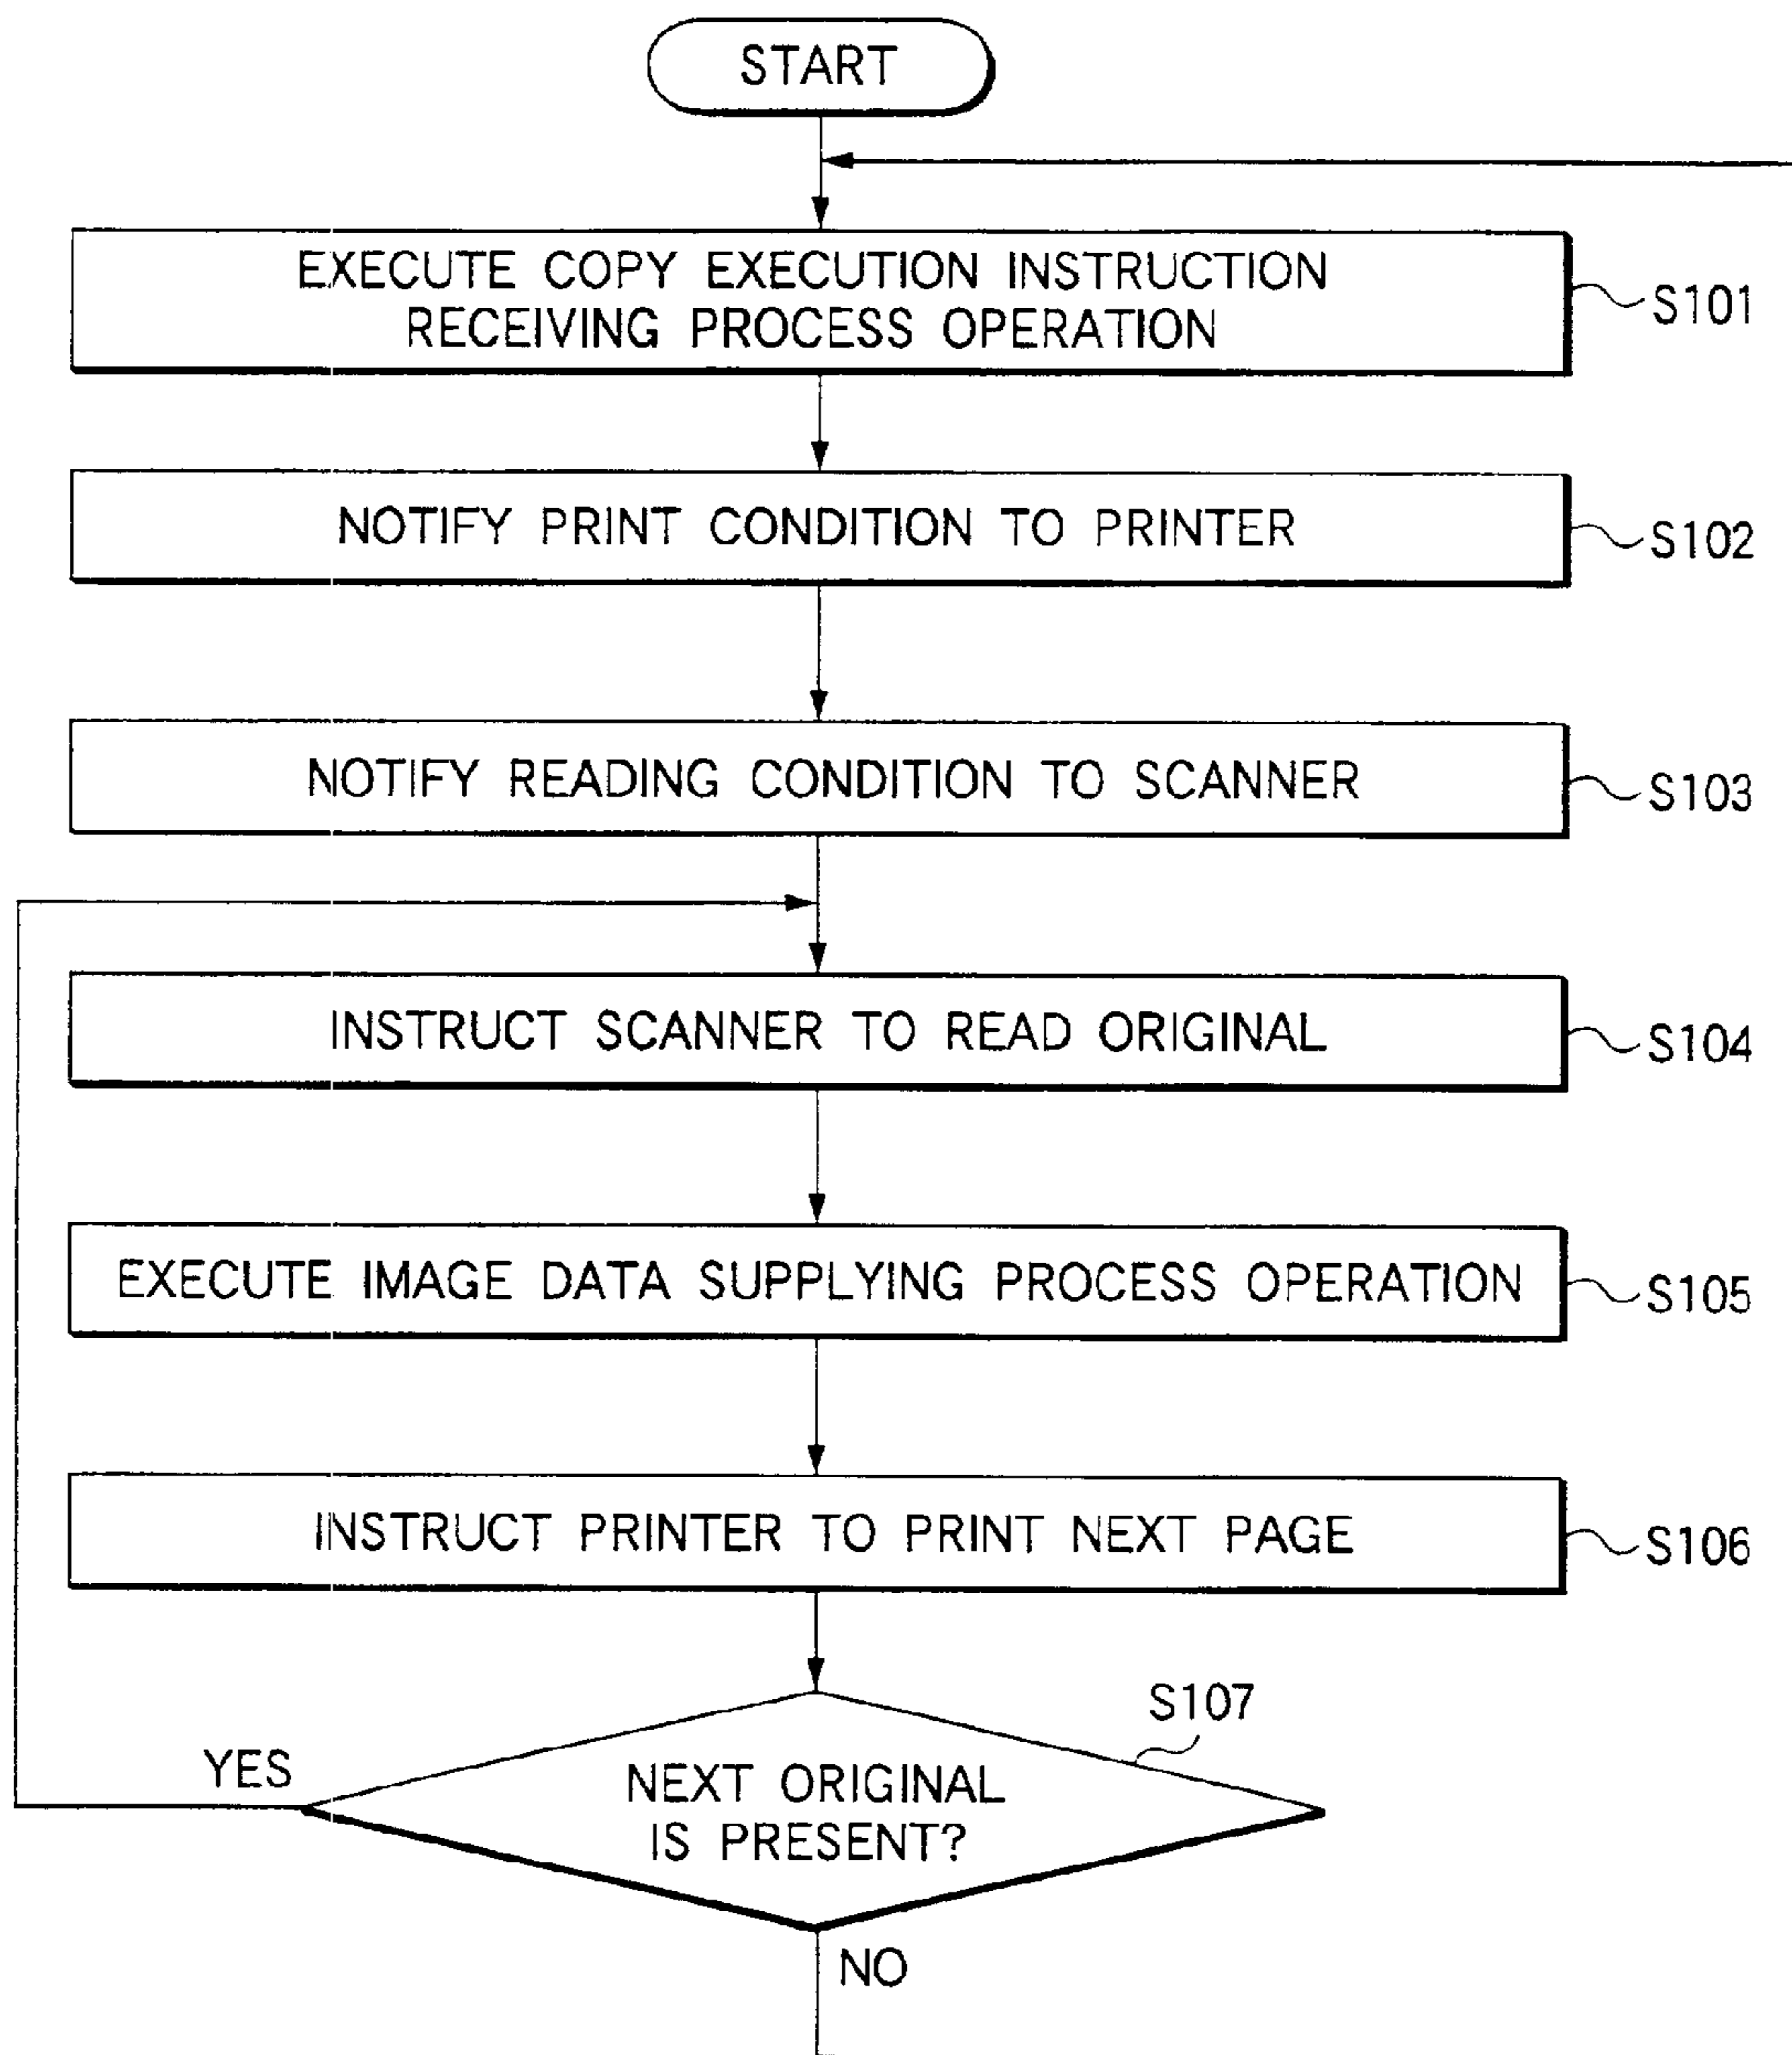 START
EXECUTE COPY EXECUTION INSTRUCTION
RECEIVING PROCESS OPERATION
S101
NOTIFY PRINT CONDITION TO PRINTER
S102
NOTIFY READING CONDITION TO SCANNER
S103
INSTRUCT SCANNER TO READ ORIGINAL
S104
EXECUTE IMAGE DATA SUPPLYING PROCESS OPERATION
S105
INSTRUCT PRINTER TO PRINT NEXT PAGE
S106
S107
YES
NEXT ORIGINAL
IS PRESENT?
NO